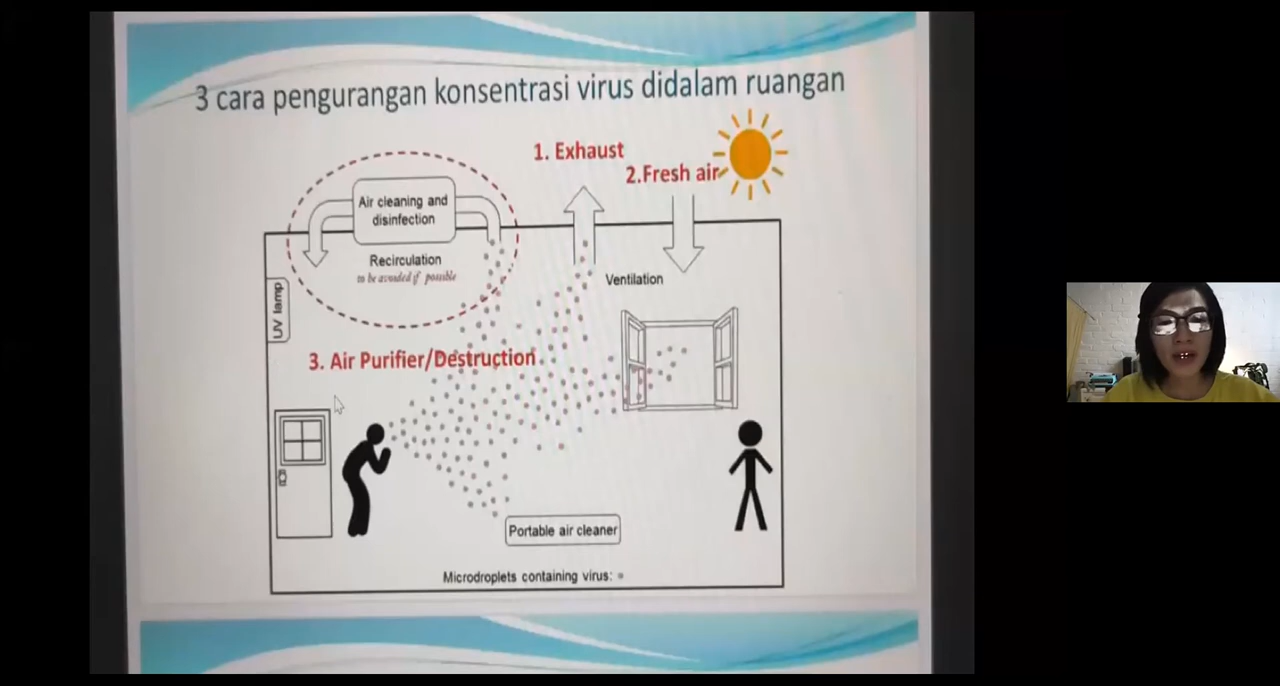 3 cara pengurangan konsentrasi virus didalam ruangan
1. Exhaust
2.Fresh air
Air cleaning and
disinfection
Recirculation
to be avoided if possible
Ventilation
UV lamp
3. Air Purifier/Destruction
Portable air cleaner
Microdroplets containing virus: